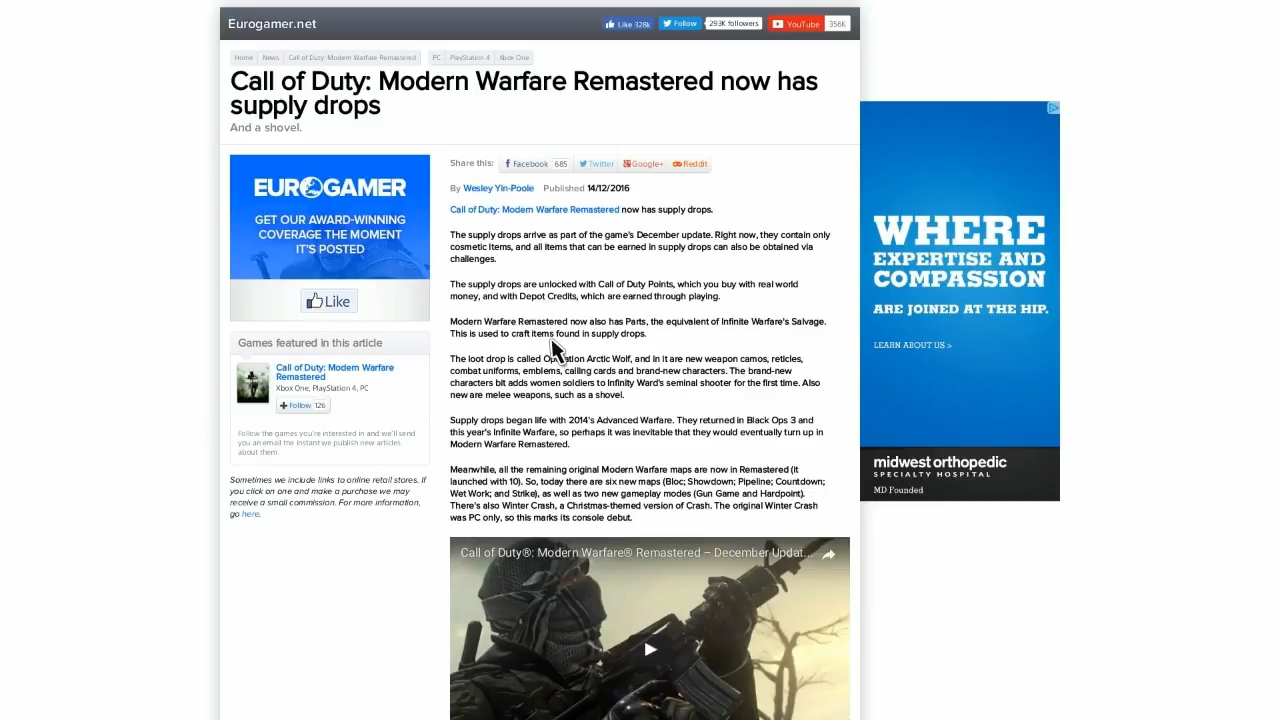 Eurogamer.net
Like 328k
Follow
293K followers
YouTube
356K
Home
News
Call of Duty: Modern Warfare Remastered
PC
PlayStation 4
Xbox One
Call of Duty: Modern Warfare Remastered now has
supply drops
And a shovel.
EUROGAMER
GET OUR AWARD-WINNING
COVERAGE THE MOMENT
IT'S POSTED
Like
Games featured in this article
Call of Duty: Modern Warfare
Remastered
Xbox One, PlayStation 4, PC
Follow 126
Follow the games you're interested in and we'll send
you an email the instant we publish new articles
about them.
Sometimes we include links to online retail stores. If
you click on one and make a purchase we may
receive a small commission. For more information,
go here.
Share this:
Facebook 685
Twitter
Google+
Reddit
By Wesley Yin-Poole Published 14/12/2016
Call of Duty: Modern Warfare Remastered now has supply drops.
The supply drops arrive as part of the game's December update. Right now, they contain only
cosmetic items, and all items that can be earned in supply drops can also be obtained via
challenges.
The supply drops are unlocked with Call of Duty Points, which you buy with real world
money, and with Depot Credits, which are earned through playing.
Modern Warfare Remastered now also has Parts, the equivalent of Infinite Warfare's Salvage.
This is used to craft items found in supply drops.
The loot drop is called Operation Arctic Wolf, and in it are new weapon camos, reticles,
combat uniforms, emblems, calling cards and brand-new characters. The brand-new
characters bit adds women soldiers to Infinity Ward's seminal shooter for the first time. Also
new are melee weapons, such as a shovel.
Supply drops began life with 2014's Advanced Warfare. They returned in Black Ops 3 and
this year's Infinite Warfare, so perhaps it was inevitable that they would eventually turn up in
Modern Warfare Remastered.
Meanwhile, all the remaining original Modern Warfare maps are now in Remastered (it
launched with 10). So, today there are six new maps (Bloc; Showdown; Pipeline; Countdown;
Wet Work; and Strike), as well as two new gameplay modes (Gun Game and Hardpoint).
There's also Winter Crash, a Christmas-themed version of Crash. The original Winter Crash
was PC only, so this marks its console debut.
Call of Duty®: Modern Warfare® Remastered – December Updat...
WHERE
EXPERTISE AND
COMPASSION
ARE JOINED AT THE HIP.
LEARN ABOUT US >
midwest orthopedic
SPECIALTY HOSPITAL
MD Founded